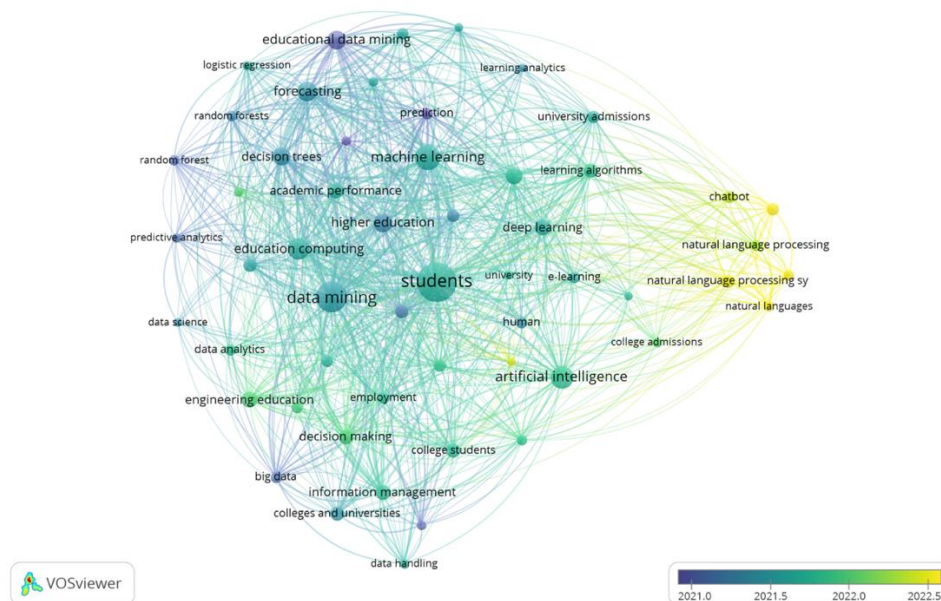 educational data mining
logistic regression
learning analytics
forecasting
random forests
prediction
university admissions
random forest
decision trees
machine learning
learning algorithms
academic performance
chatbot
higher education
deep learning
predictive analytics
education computing
natural language processing
students
university
e-learning
natural language processing sy
data mining
natural languages
data science
human
data analytics
college admissions
artificial intelligence
engineering education
employment
decision making
college students
big data
information management
colleges and universities
data handling
VOSviewer
2021.0 2021.5 2022.0 2022.5